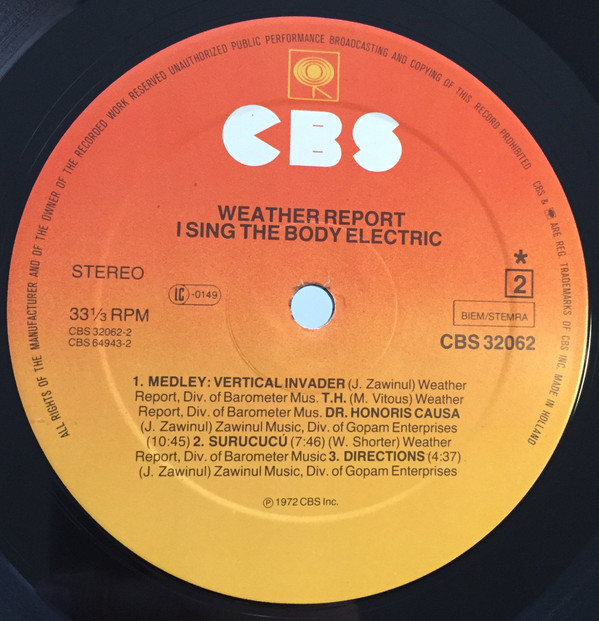 ALL RIGHTS OF THE MANUFACTURER AND OF THE OWNER OF THE RECORDED WORK RESERVED UNAUTHORIZED PUBLIC PERFORMANCE BROADCASTING AND COPYING OF THIS RECORD PROHIBITED CBS & ARE REG. TRADEMARKS OF CBS INC. MADE IN HOLLAND
CBS
WEATHER REPORT
I SING THE BODY ELECTRIC
STEREO
LC-0149
* 2
33 1/3 RPM
BIEM/STEMRA
CBS 32062-2
CBS 64943-2
CBS 32062
1. MEDLEY: VERTICAL INVADER (J. Zawinul) Weather
Report, Div. of Barometer Mus. T.H. (M. Vitous) Weather
Report, Div. of Barometer Mus. DR. HONORIS CAUSA
(J. Zawinul) Zawinul Music, Div. of Gopam Enterprises
(10:45) 2. SURUCUCÚ (7:46) (W. Shorter) Weather
Report, Div. of Barometer Music 3. DIRECTIONS (4:37)
(J. Zawinul) Zawinul Music, Div. of Gopam Enterprises
℗ 1972 CBS Inc.